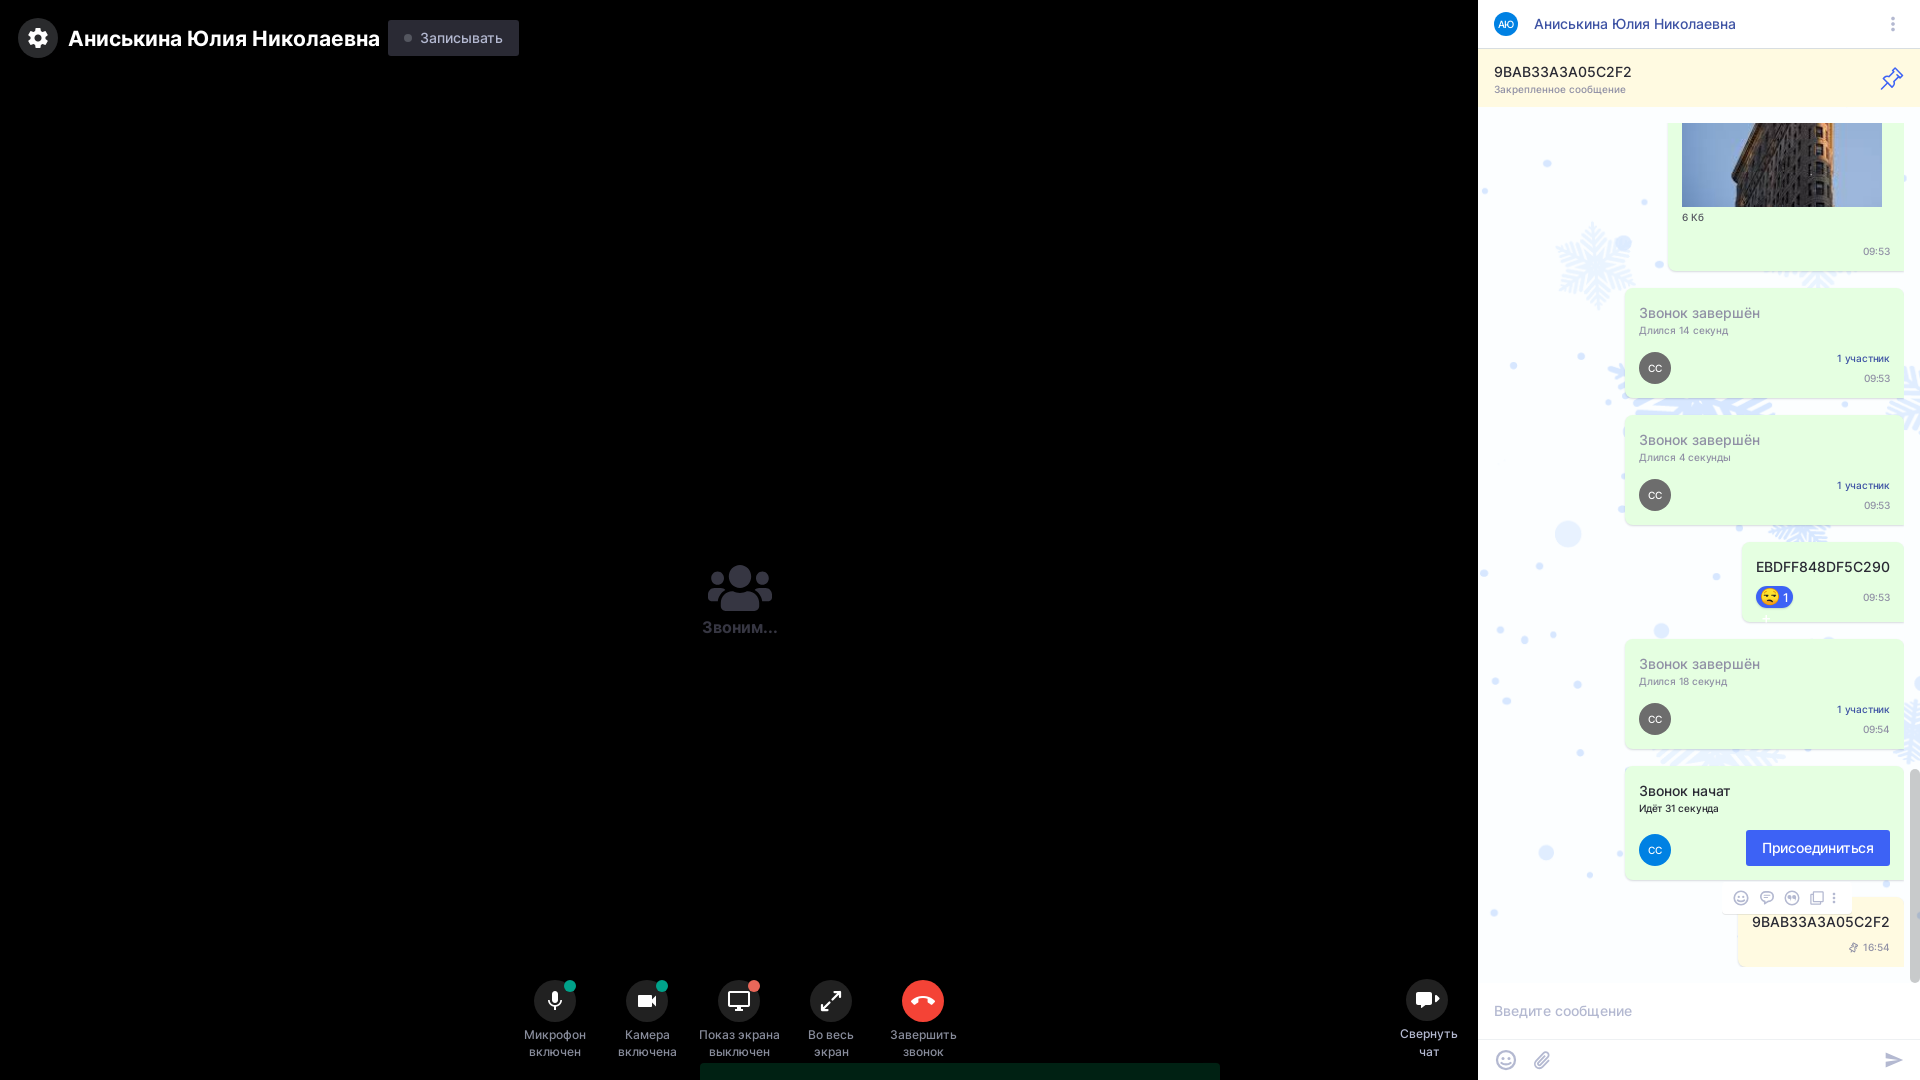 Аниськина Юлия Николаевна
Записывать
Звоним...
Микрофон включен
Камера включена
Показ экрана выключен
Во весь экран
Завершить звонок
Свернуть чат
АЮ
Аниськина Юлия Николаевна
9BAB33A3A05C2F2
Закрепленное сообщение
6 Кб
09:53
Звонок завершён
Длился 14 секунд
СС
1 участник
09:53
Звонок завершён
Длился 4 секунды
СС
1 участник
09:53
EBDFF848DF5C290
1
09:53
Звонок завершён
Длился 18 секунд
СС
1 участник
09:54
Звонок начат
Идёт 31 секунда
СС
Присоединиться
9BAB33A3A05C2F2
16:54
Введите сообщение